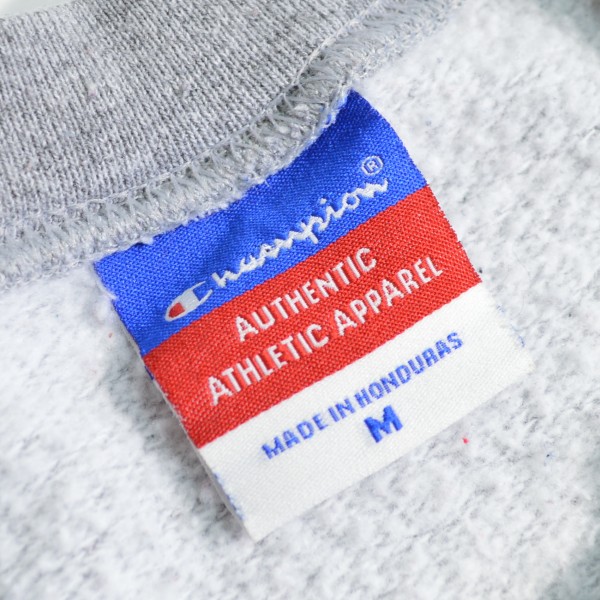 Champion®
AUTHENTIC
ATHLETIC APPAREL
MADE IN HONDURAS
M